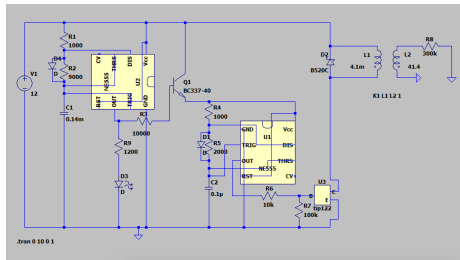 R1
1000
D4
D
R2
9000
V1
12
C1
0.14m
CV
DIS
THRS
Vcc
NE555
U2
RST
OUT
TRIG
GND
R3
10000
R9
1200
D3
D
Q1
BC337-40
R4
1000
D1
D
R5
2000
C2
0.1µ
GND
Vcc
TRIG
U1
DIS
OUT
THRS
NE555
RST
CV
R6
10k
R7
100k
U3
B
C
E
tip122
D2
B520C
L1
4.1m
L2
41.4
R8
300k
K1 L1 L2 1
.tran 0 10 0 1